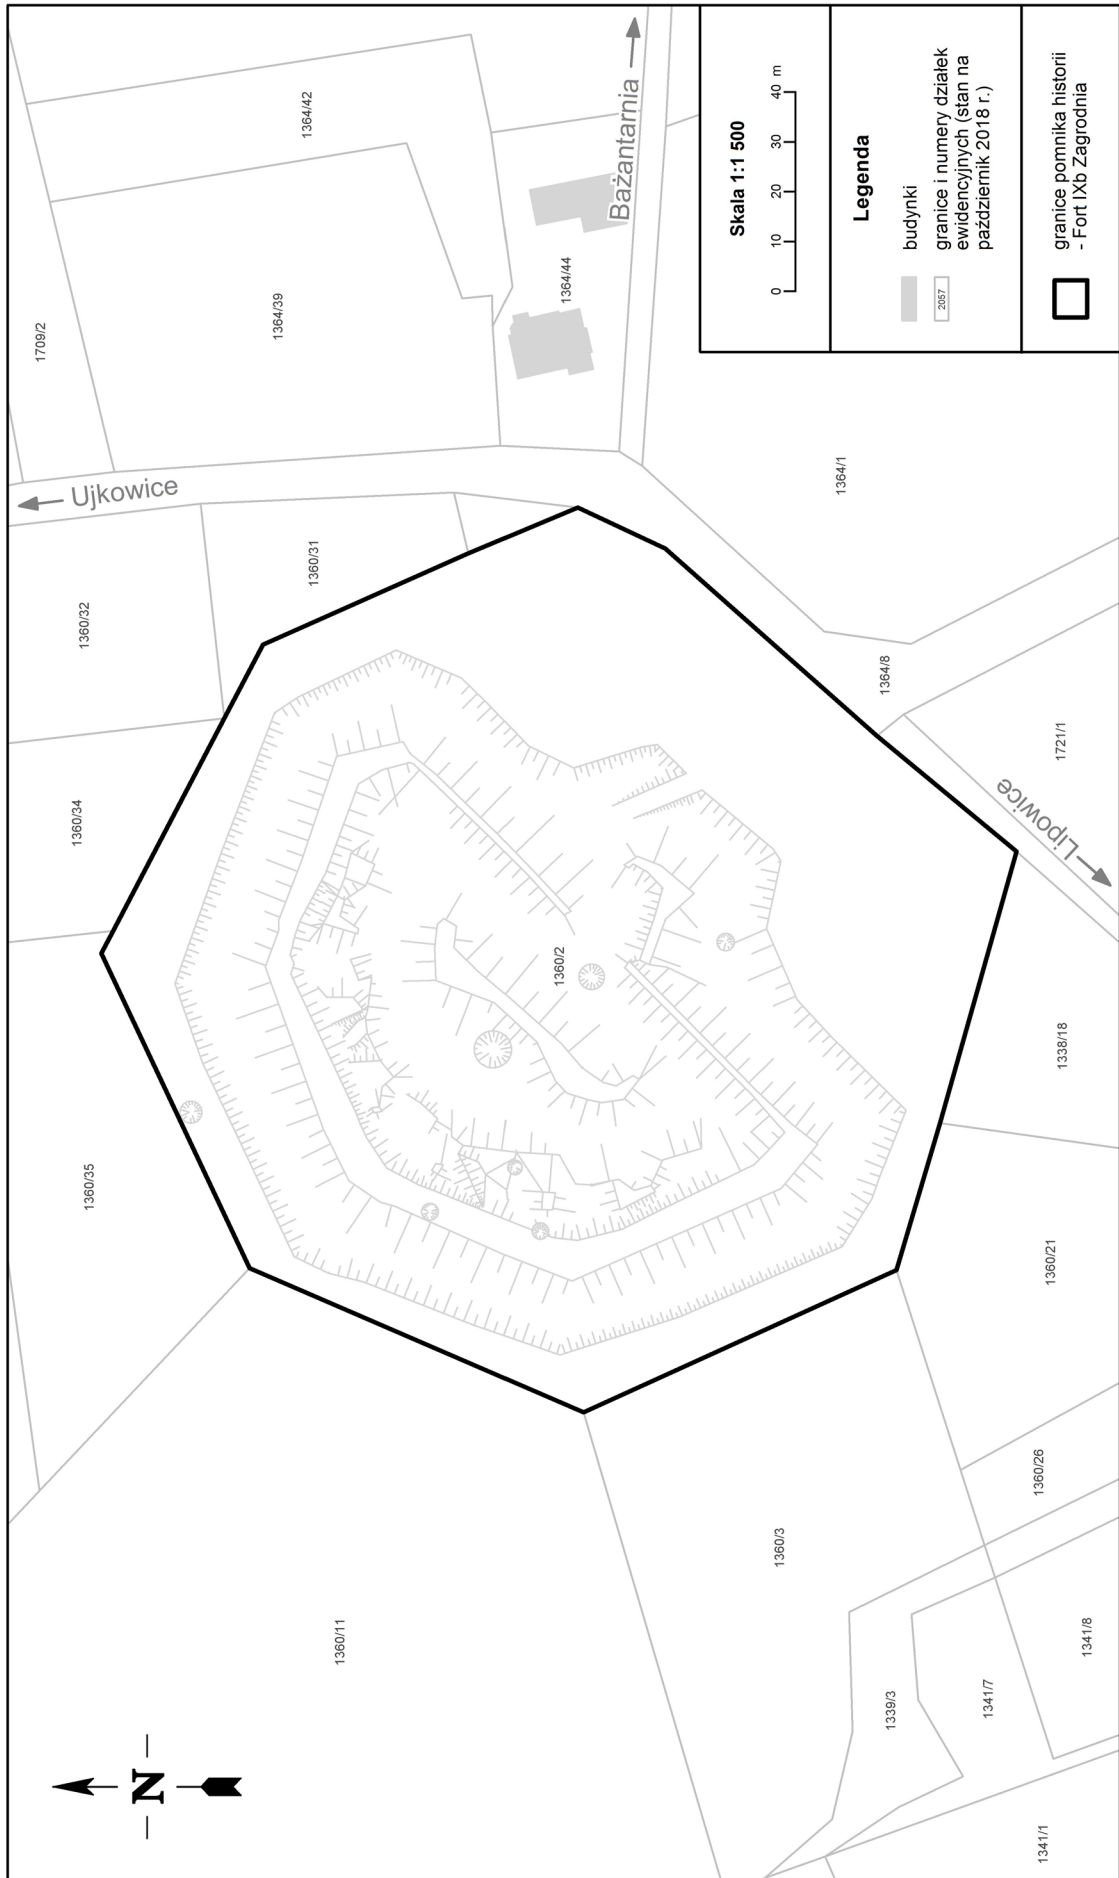 1709/2
1364/42
1364/39
1364/44
Bażantarnia
Ujkowice
1360/32
1360/31
1360/34
1360/35
1360/2
1364/1
1364/8
1721/1
Lipowice
1338/18
1360/21
1360/26
1360/3
1360/11
1339/3
1341/7
1341/8
1341/1
N
Skala 1:1 500
0 10 20 30 40 m
Legenda
budynki
2057
granice i numery działek
ewidencyjnych (stan na
październik 2018 r.)
granice pomnika historii
- Fort IXb Zagrodnia